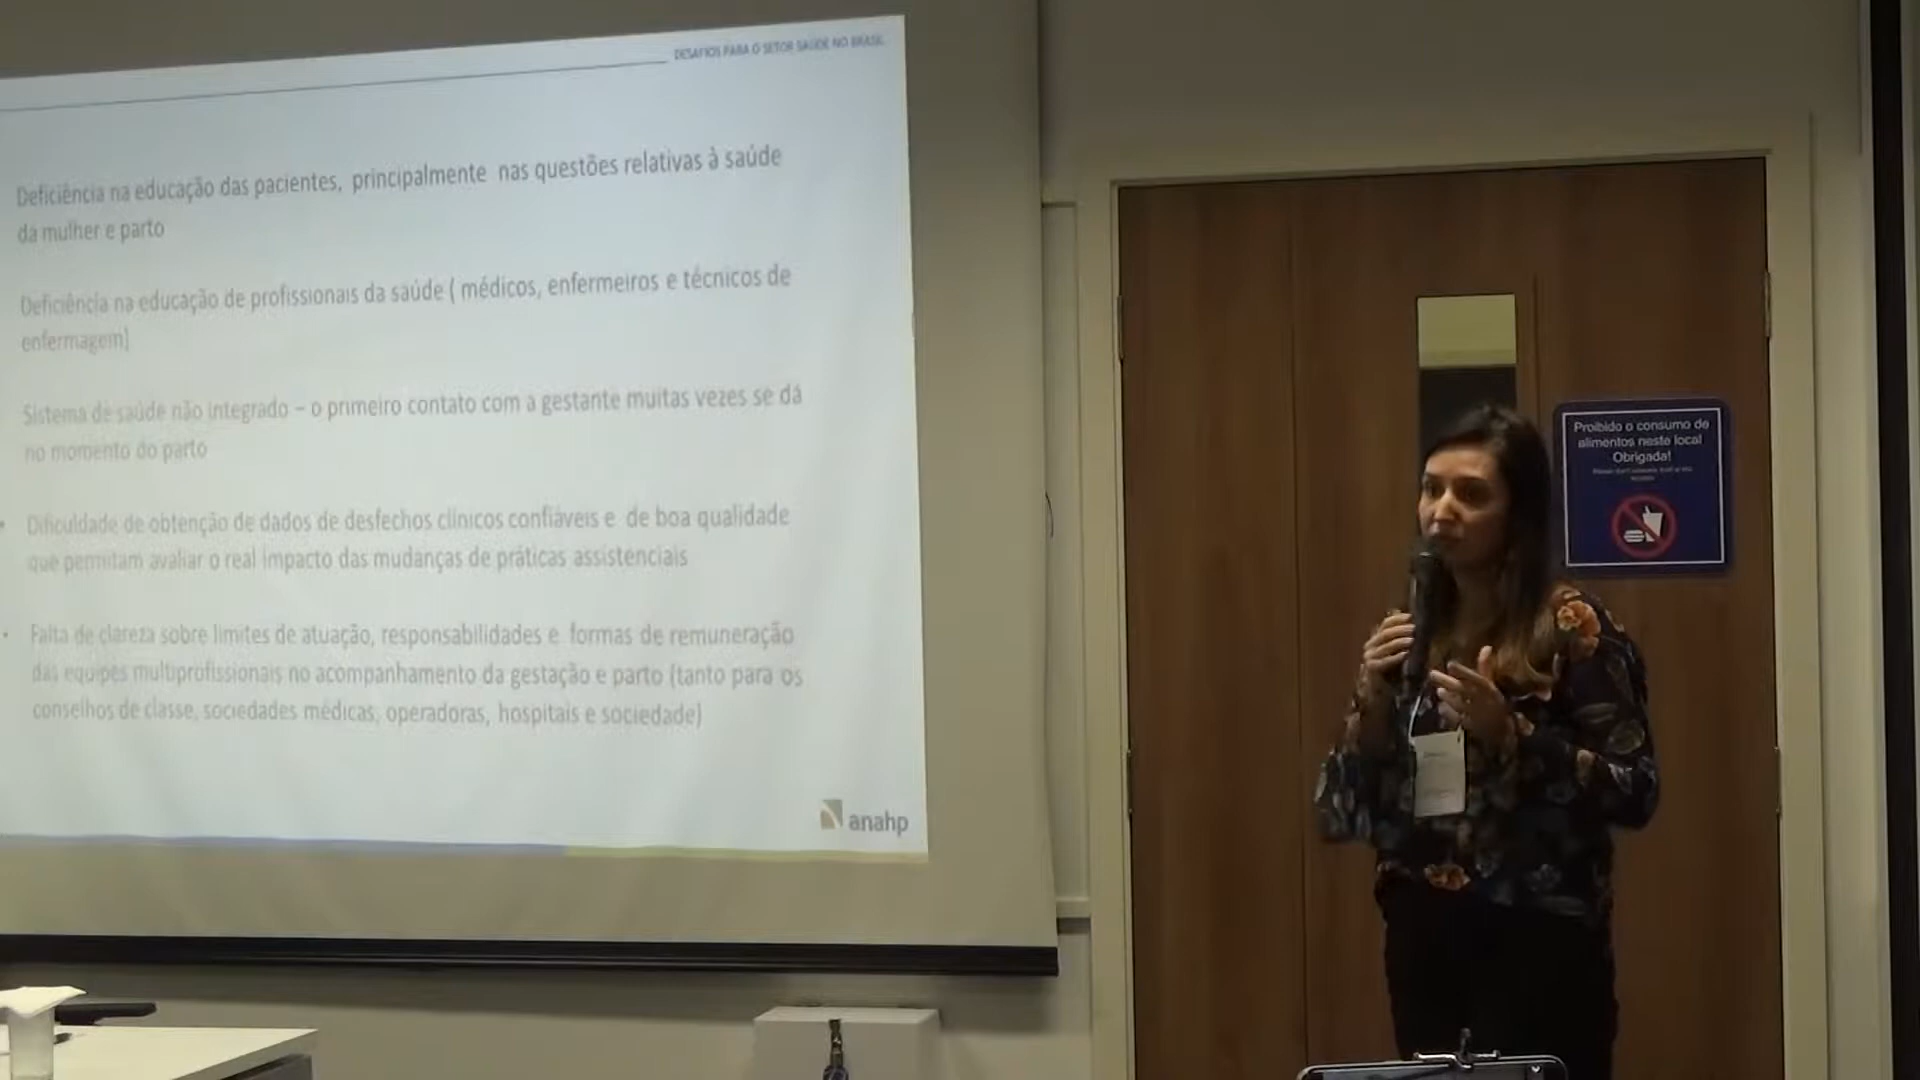 DESAFIOS PARA O SETOR SAÚDE NO BRASIL
Deficiência na educação das pacientes, principalmente nas questões relativas à saúde
da mulher e parto
Deficiência na educação de profissionais da saúde ( médicos, enfermeiros e técnicos de
enfermagem)
Sistema de saúde não integrado – o primeiro contato com a gestante muitas vezes se dá
no momento do parto
• Dificuldade de obtenção de dados de desfechos clínicos confiáveis e de boa qualidade
que permitam avaliar o real impacto das mudanças de práticas assistenciais
• Falta de clareza sobre limites de atuação, responsabilidades e formas de remuneração
das equipes multiprofissionais no acompanhamento da gestação e parto (tanto para os
conselhos de classe, sociedades médicas, operadoras, hospitais e sociedade)
anahp
Proibido o consumo de
alimentos neste local
Obrigada!